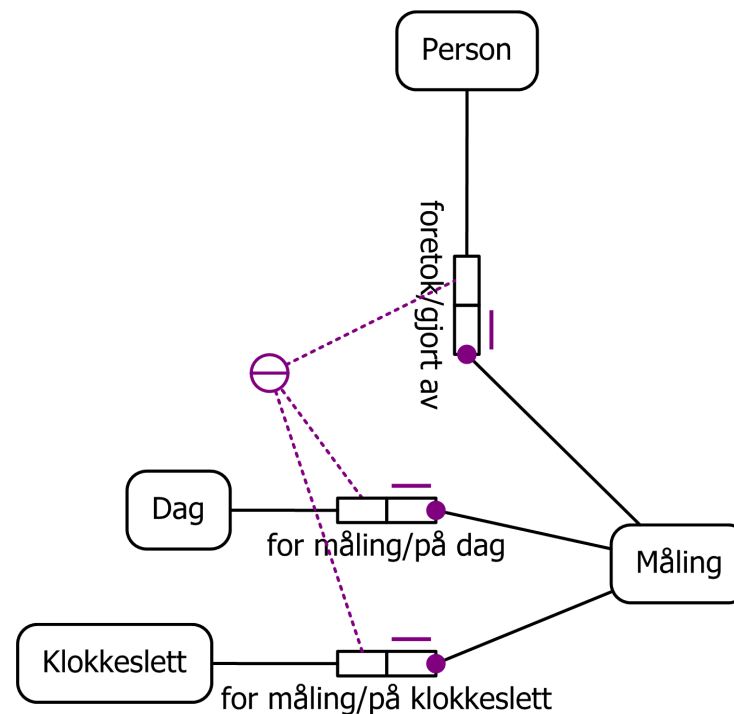 Person
foretok/gjort av
Dag
for måling/på dag
Måling
Klokkeslett
for måling/på klokkeslett